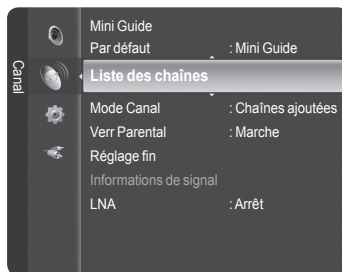 Canal
Mini Guide
Par défaut : Mini Guide
Liste des chaînes
Mode Canal : Chaînes ajoutées
Verr Parental : Marche
Réglage fin
Informations de signal
LNA : Arrêt